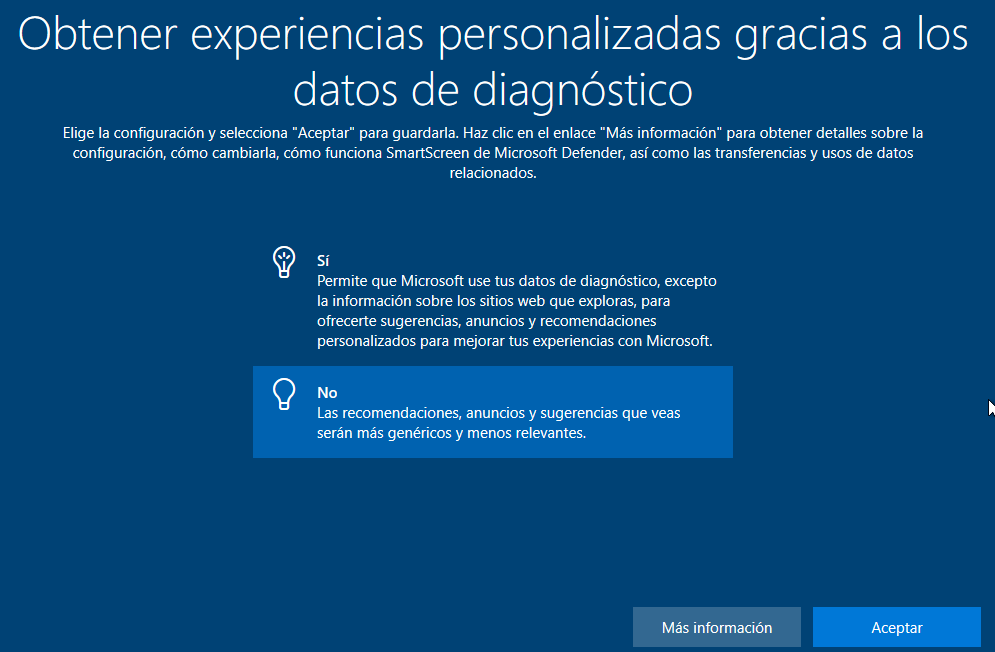 Obtener experiencias personalizadas gracias a los
datos de diagnóstico
Elige la configuración y selecciona "Aceptar" para guardarla. Haz clic en el enlace "Más información" para obtener detalles sobre la
configuración, cómo cambiarla, cómo funciona SmartScreen de Microsoft Defender, así como las transferencias y usos de datos
relacionados.
Sí
Permite que Microsoft use tus datos de diagnóstico, excepto
la información sobre los sitios web que exploras, para
ofrecerte sugerencias, anuncios y recomendaciones
personalizados para mejorar tus experiencias con Microsoft.
No
Las recomendaciones, anuncios y sugerencias que veas
serán más genéricos y menos relevantes.
Más información
Aceptar